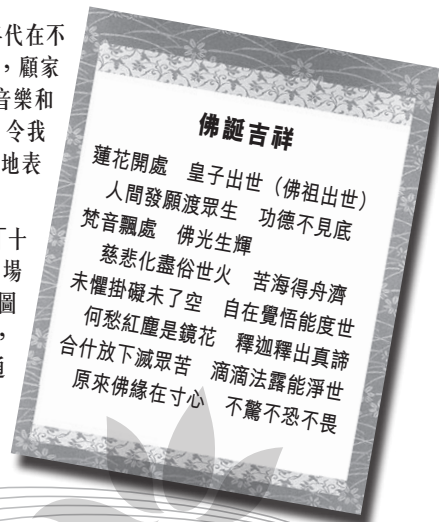 代在不
，顧家
音樂和
令我
地表
「十
場
圖
，
佛誕吉祥
蓮花開處　皇子出世（佛祖出世）
人間發願渡眾生　功德不見底
梵音飄處　佛光生輝
慈悲化盡俗世火　苦海得舟濟
未懼掛礙未了空　自在覺悟能度世
何愁紅塵是鏡花　釋迦釋出真諦
合什放下滅眾苦　滴滴法露能淨世
原來佛緣在寸心　不驚不恐不畏